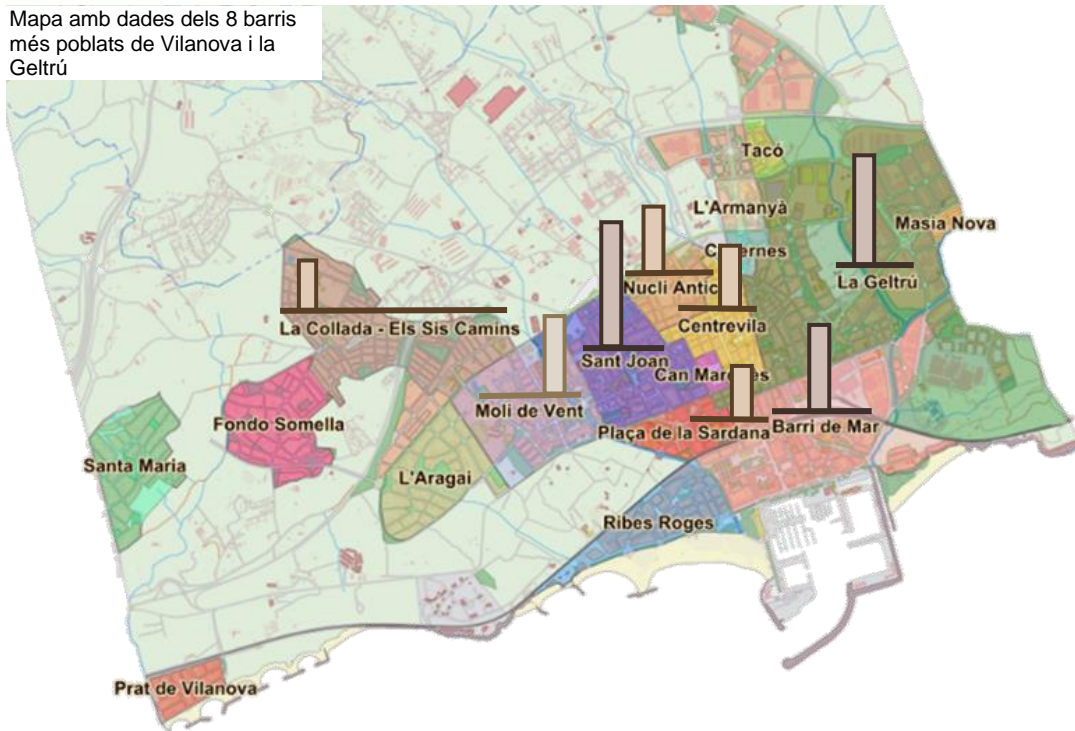 Mapa amb dades dels 8 barris
més poblats de Vilanova i la
Geltrú
Tacó
L'Armanyà
Masia Nova
Nucli Antic
La Geltrú
La Collada - Els Sis Camins
Centrevila
Sant Joan
Moli de Vent
Fondo Somella
Plaça de la Sardana
Barri de Mar
Santa Maria
L'Aragai
Ribes Roges
Prat de Vilanova